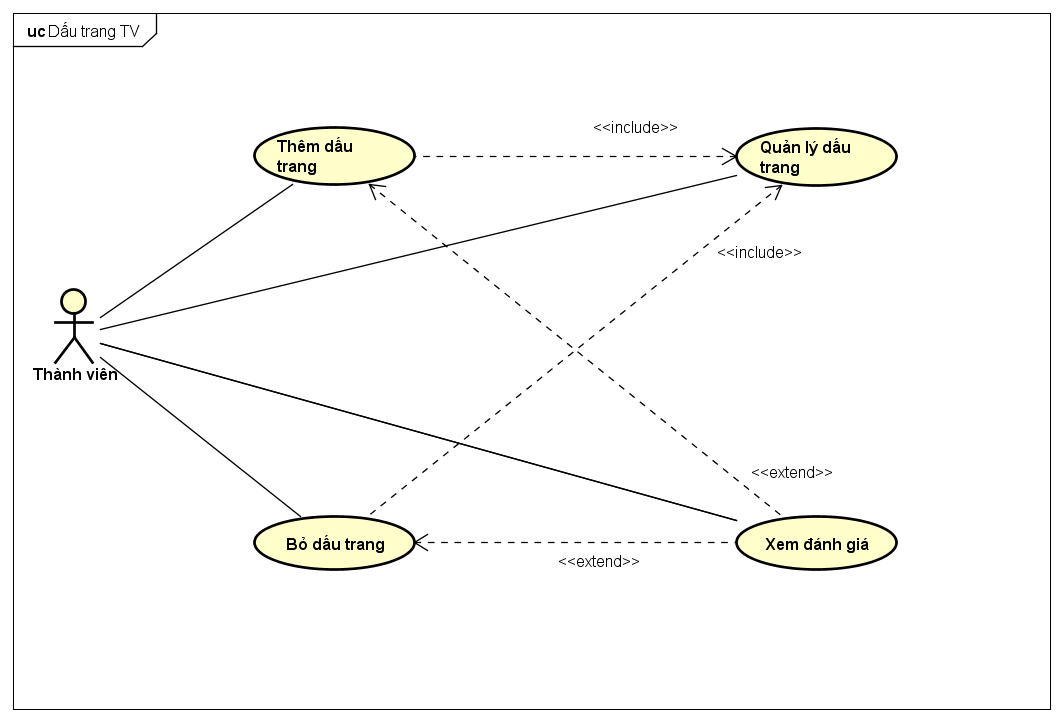 uc Dấu trang TV
<<include>>
Thêm dấu
trang
Quản lý dấu
trang
<<include>>
Thành viên
<<extend>>
Bỏ dấu trang
Xem đánh giá
<<extend>>